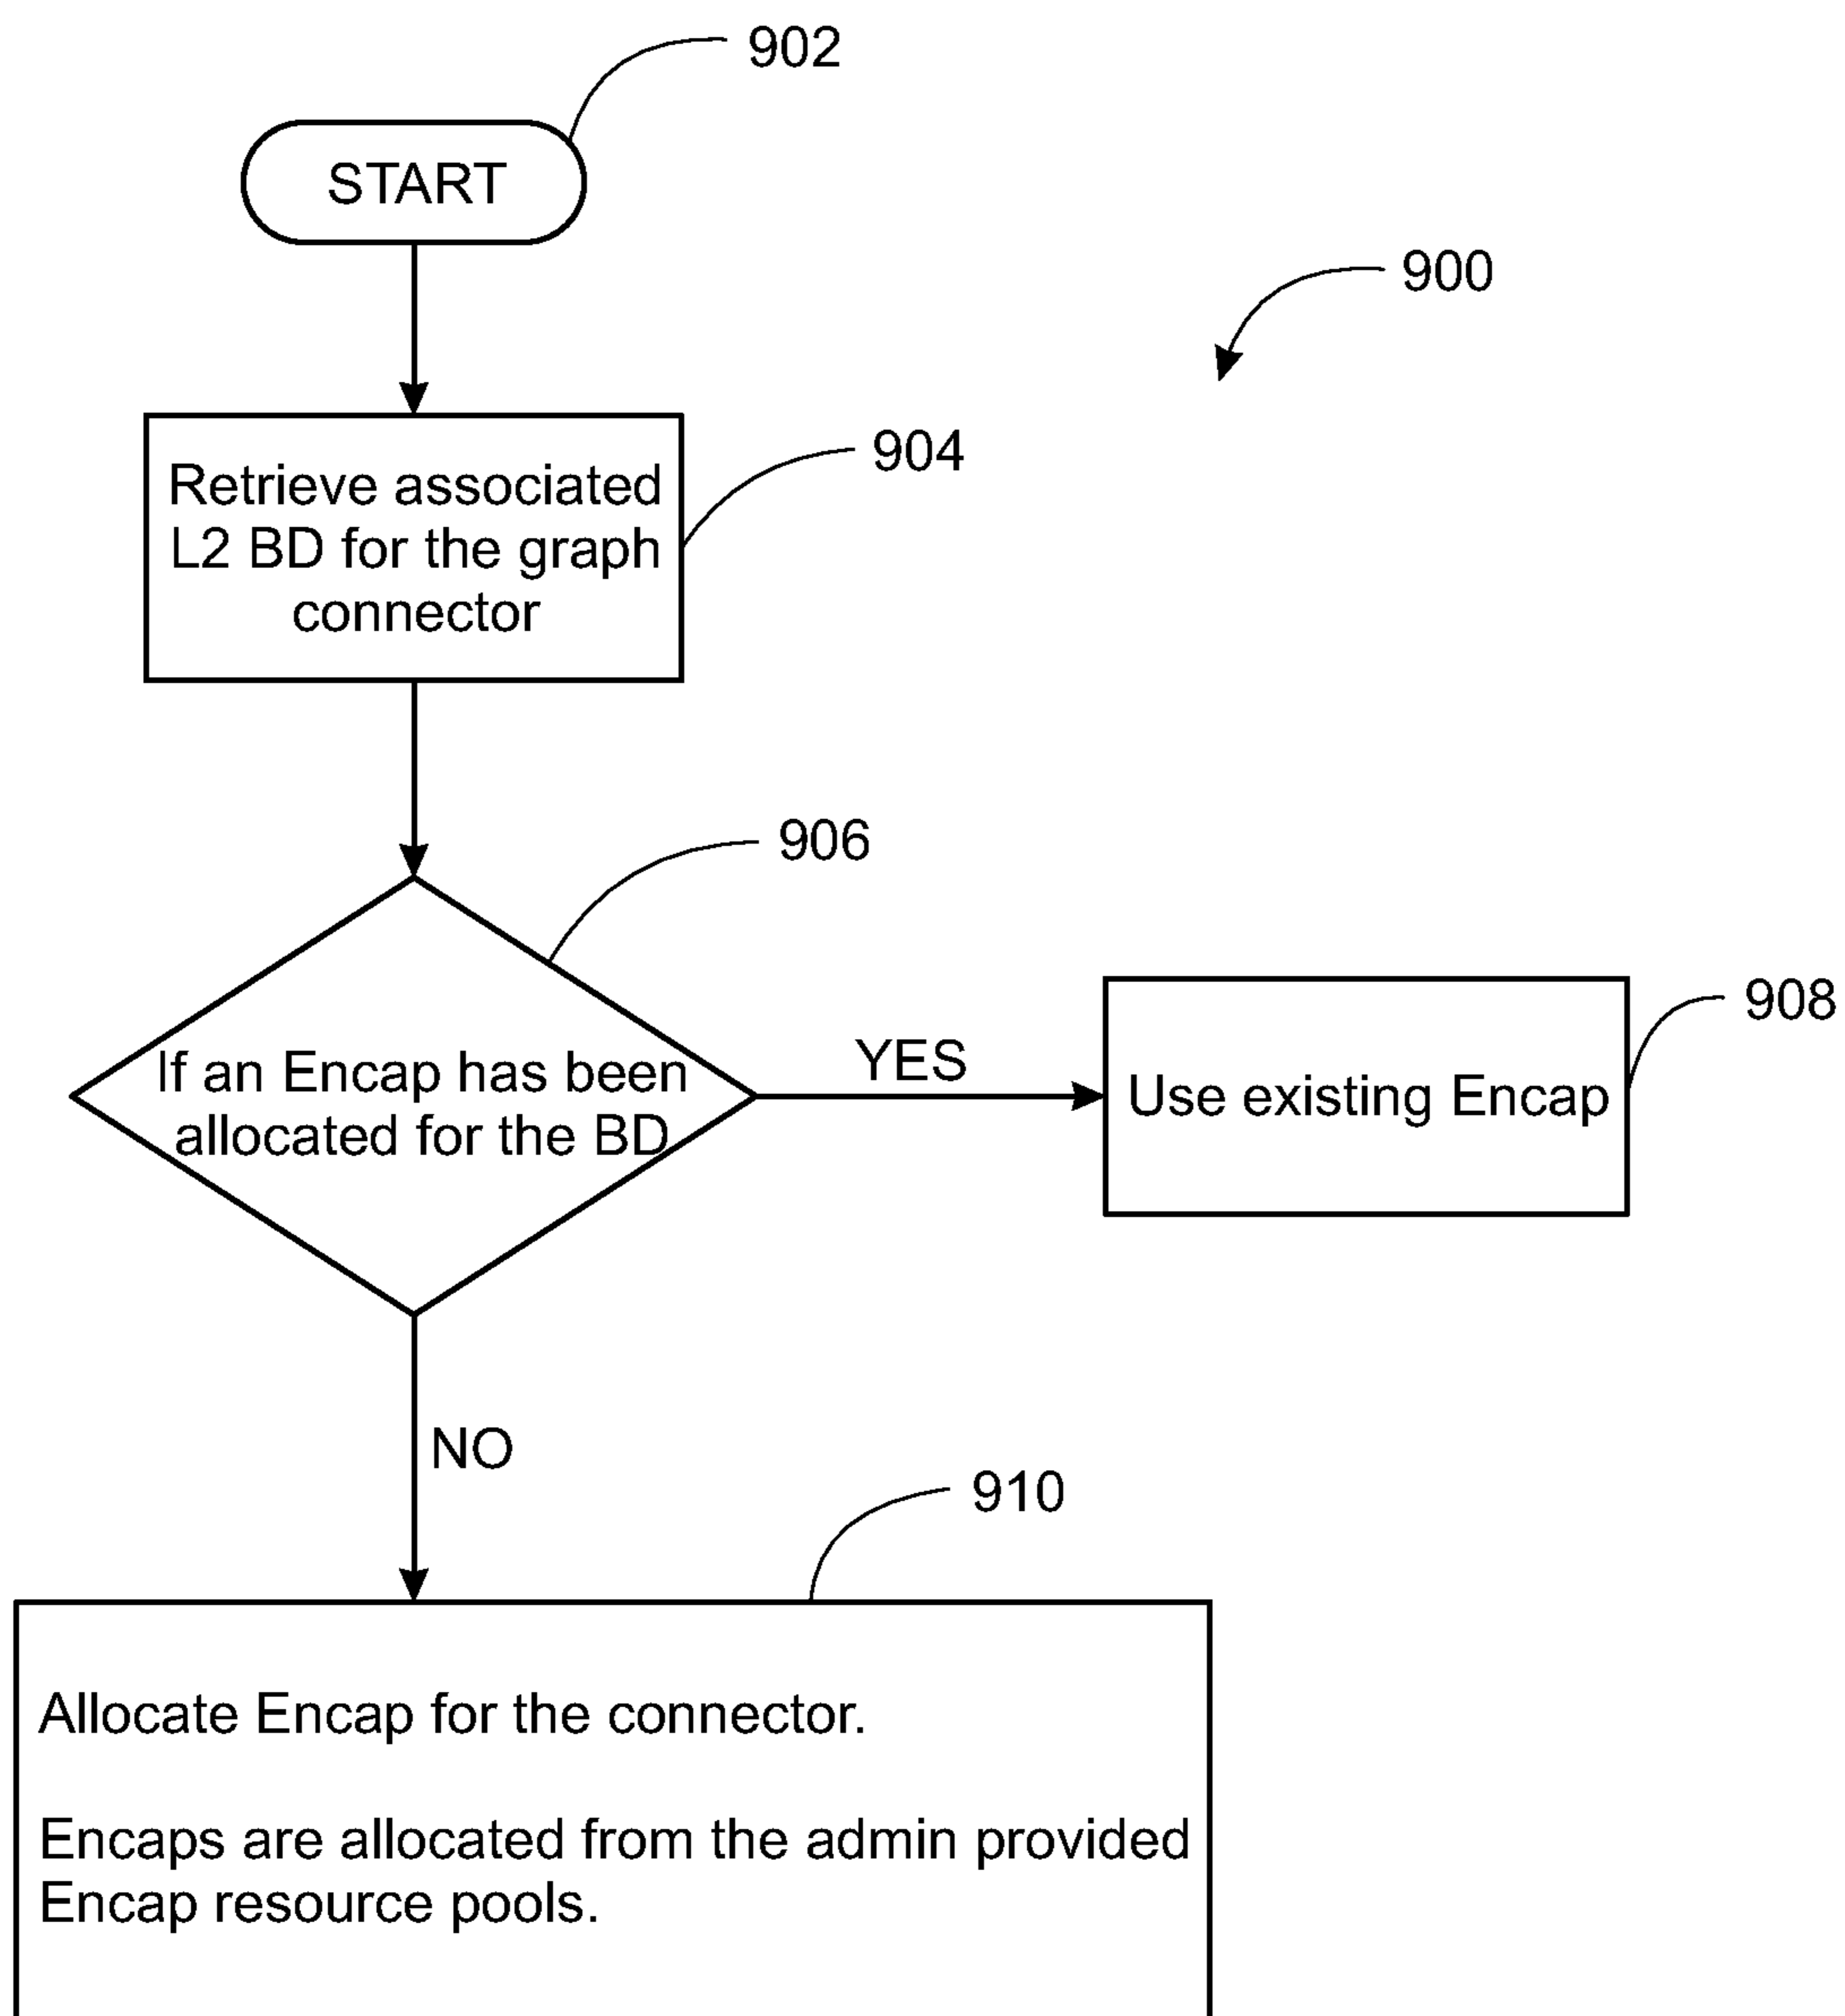 902
START
900
904
Retrieve associated
L2 BD for the graph
connector
906
If an Encap has been
allocated for the BD
YES
908
Use existing Encap
NO
910
Allocate Encap for the connector.
Encaps are allocated from the admin provided
Encap resource pools.